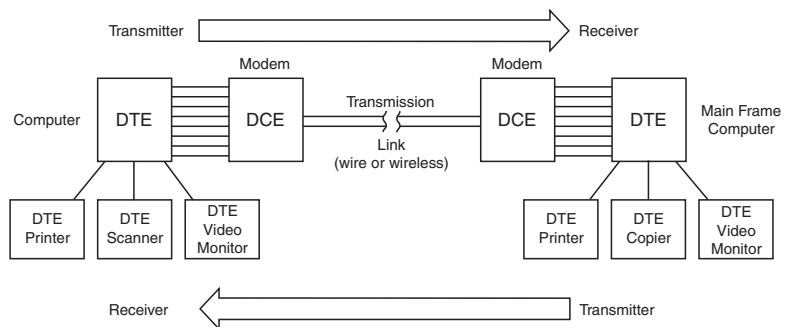 Transmitter
Receiver
Modem
Modem
Computer
DTE
DCE
Transmission
Link
(wire or wireless)
DCE
DTE
Main Frame
Computer
DTE
Printer
DTE
Scanner
DTE
Video
Monitor
DTE
Printer
DTE
Copier
DTE
Video
Monitor
Receiver
Transmitter